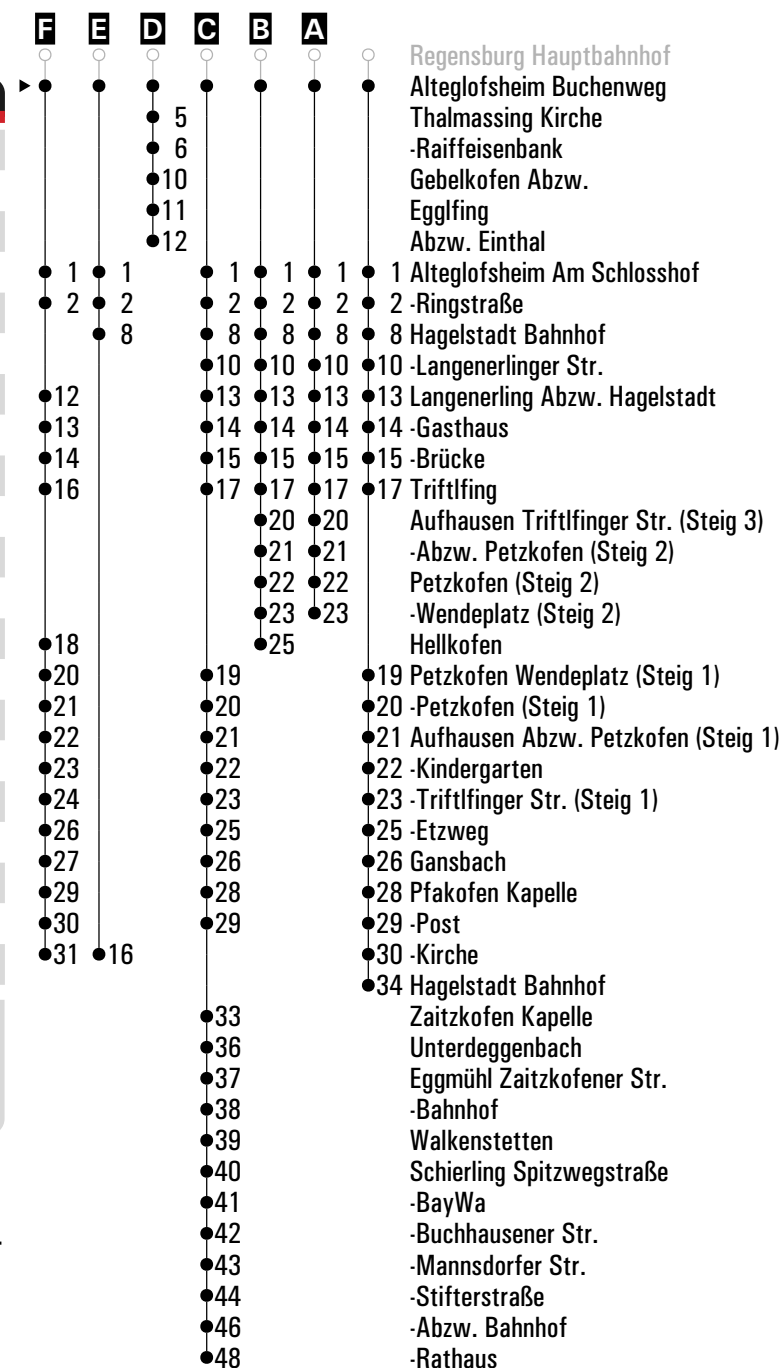 F E D C B A
Regensburg Hauptbahnhof
Alteglofsheim Buchenweg
5 Thalmassing Kirche
6 -Raiffeisenbank
10 Gebelkofen Abzw.
11 Egglfing
12 Abzw. Einthal
1 1 1 1 1 1 Alteglofsheim Am Schlosshof
2 2 2 2 2 2 -Ringstraße
8 8 8 8 8 Hagelstadt Bahnhof
10 10 10 10 -Langenerlinger Str.
12 13 13 13 13 Langenerling Abzw. Hagelstadt
13 14 14 14 14 -Gasthaus
14 15 15 15 15 -Brücke
16 17 17 17 17 Triftlfing
20 20 Aufhausen Triftlfinger Str. (Steig 3)
21 21 -Abzw. Petzkofen (Steig 2)
22 22 Petzkofen (Steig 2)
23 23 -Wendeplatz (Steig 2)
18 25 Hellkofen
20 19 19 Petzkofen Wendeplatz (Steig 1)
21 20 20 -Petzkofen (Steig 1)
22 21 21 Aufhausen Abzw. Petzkofen (Steig 1)
23 22 22 -Kindergarten
24 23 23 -Triftlfinger Str. (Steig 1)
26 25 25 -Etzweg
27 26 26 Gansbach
29 28 28 Pfakofen Kapelle
30 29 29 -Post
31 16 30 -Kirche
34 Hagelstadt Bahnhof
33 Zaitzkofen Kapelle
36 Unterdeggenbach
37 Eggmühl Zaitzkofener Str.
38 -Bahnhof
39 Walkenstetten
40 Schierling Spitzwegstraße
41 -BayWa
42 -Buchhausener Str.
43 -Mannsdorfer Str.
44 -Stifterstraße
46 -Abzw. Bahnhof
48 -Rathaus